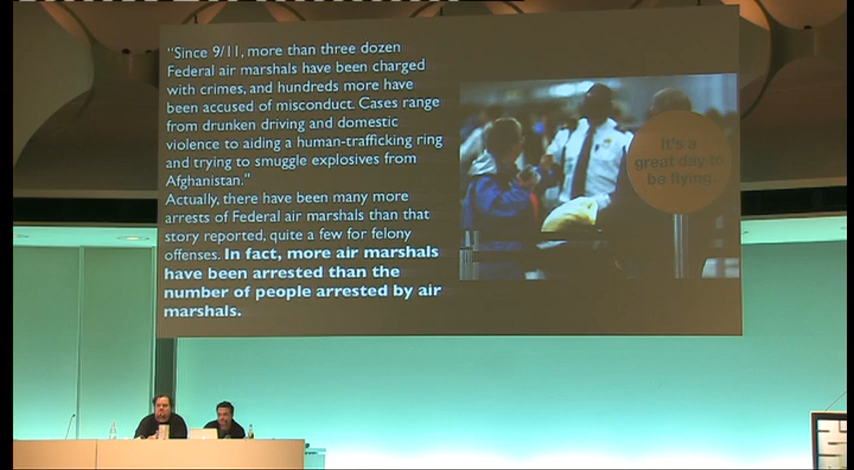 "Since 9/11, more than three dozen
Federal air marshals have been charged
with crimes, and hundreds more have
been accused of misconduct. Cases range
from drunken driving and domestic
violence to aiding a human-trafficking ring
and trying to smuggle explosives from
Afghanistan."
Actually, there have been many more
arrests of Federal air marshals than that
story reported, quite a few for felony
offenses. In fact, more air marshals
have been arrested than the
number of people arrested by air
marshals.
It's a
great day to
be flying.